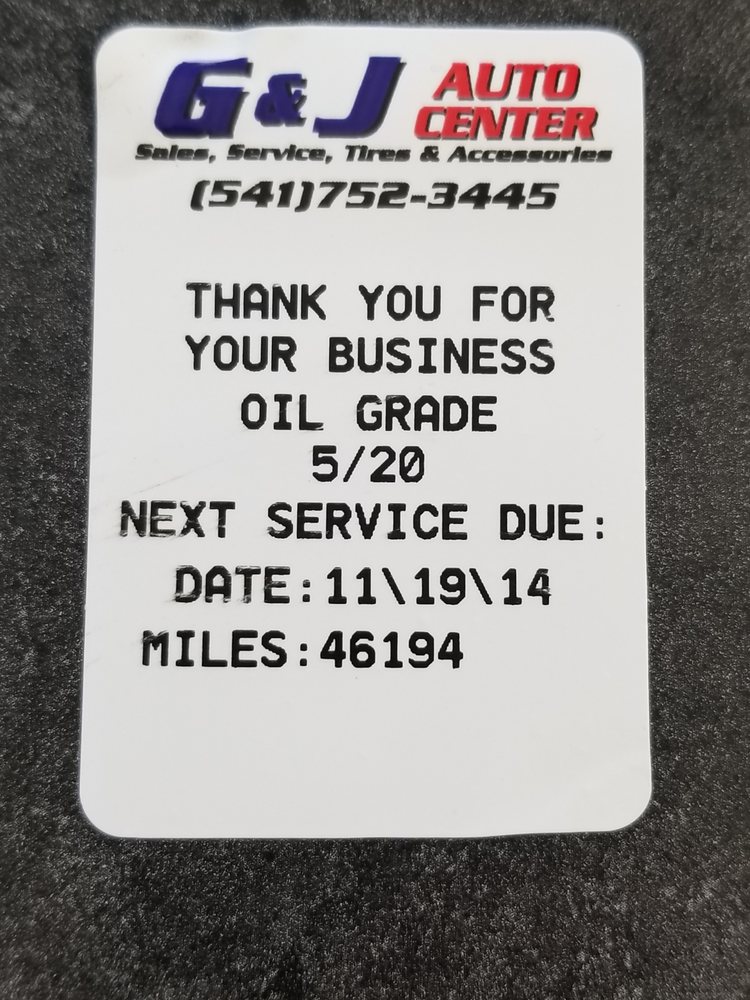 G & J AUTO CENTER
Sales, Service, Tires & Accessories
(541)752-3445
THANK YOU FOR
YOUR BUSINESS
OIL GRADE
5/20
NEXT SERVICE DUE:
DATE:11\19\14
MILES:46194